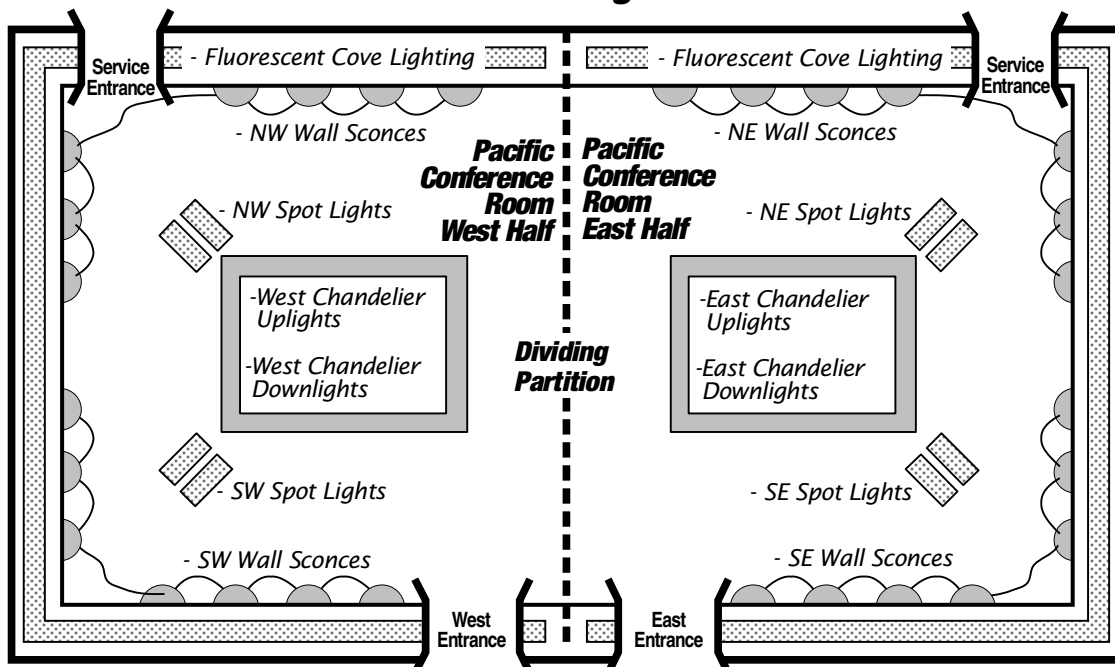 - Fluorescent Cove Lighting
- Fluorescent Cove Lighting
Service
Entrance
Service
Entrance
- NW Wall Sconces
- NE Wall Sconces
Pacific
Conference
Room
West Half
Pacific
Conference
Room
East Half
- NW Spot Lights
- NE Spot Lights
-West Chandelier
Uplights
-West Chandelier
Downlights
-East Chandelier
Uplights
-East Chandelier
Downlights
Dividing
Partition
- SW Spot Lights
- SE Spot Lights
- SW Wall Sconces
- SE Wall Sconces
West
Entrance
East
Entrance